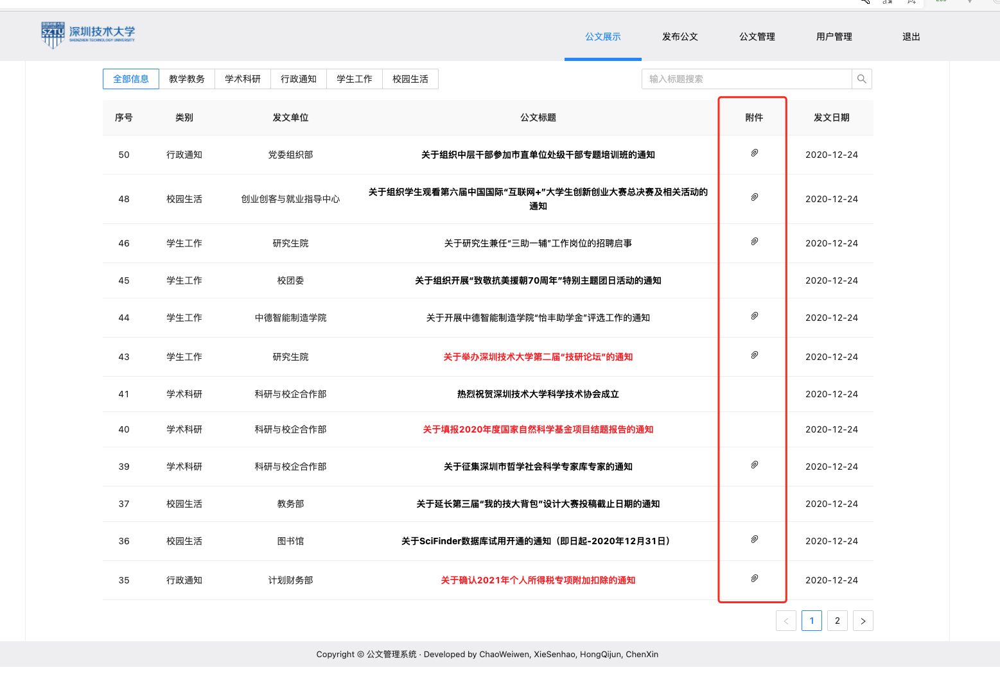 深圳技术大学
SZTU
SHENZHEN TECHNOLOGY UNIVERSITY
公文展示 发布公文 公文管理 用户管理 退出
全部信息 教学教务 学术科研 行政通知 学生工作 校园生活 输入标题搜索
序号 类别 发文单位 公文标题 附件 发文日期
50 行政通知 党委组织部 关于组织中层干部参加市直单位处级干部专题培训班的通知 2020-12-24
48 校园生活 创业创客与就业指导中心 关于组织学生观看第六届中国国际“互联网+”大学生创新创业大赛总决赛及相关活动的 2020-12-24
通知
46 学生工作 研究生院 关于研究生兼任“三助一辅”工作岗位的招聘启事 2020-12-24
45 学生工作 校团委 关于组织开展“致敬抗美援朝70周年”特别主题团日活动的通知 2020-12-24
44 学生工作 中德智能制造学院 关于开展中德智能制造学院“怡丰助学金”评选工作的通知 2020-12-24
43 学生工作 研究生院 关于举办深圳技术大学第二届“技研论坛”的通知 2020-12-24
41 学术科研 科研与校企合作部 热烈祝贺深圳技术大学科学技术协会成立 2020-12-24
40 学术科研 科研与校企合作部 关于填报2020年度国家自然科学基金项目结题报告的通知 2020-12-24
39 学术科研 科研与校企合作部 关于征集深圳市哲学社会科学专家库专家的通知 2020-12-24
37 校园生活 教务部 关于延长第三届“我的技大背包”设计大赛投稿截止日期的通知 2020-12-24
36 校园生活 图书馆 关于SciFinder数据库试用开通的通知（即日起-2020年12月31日） 2020-12-24
35 行政通知 计划财务部 关于确认2021年个人所得税专项附加扣除的通知 2020-12-24
< 1 2 >
Copyright © 公文管理系统 · Developed by ChaoWeiwen, XieSenhao, HongQijun, ChenXin